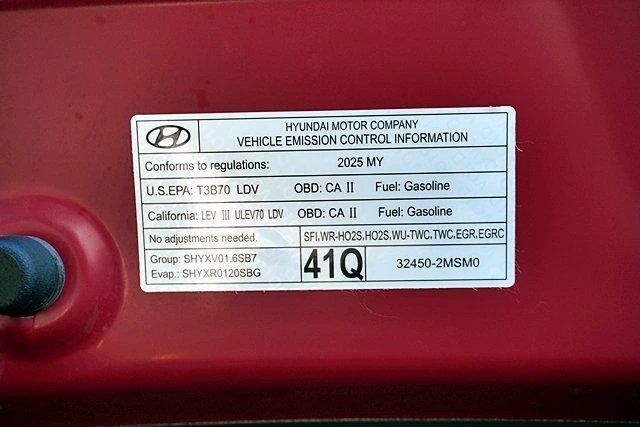 HYUNDAI MOTOR COMPANY
VEHICLE EMISSION CONTROL INFORMATION
Conforms to regulations: 2025 MY
U.S.EPA: T3B70 LDV OBD: CA II Fuel: Gasoline
California: LEV III ULEV70 LDV OBD: CA II Fuel: Gasoline
No adjustments needed. SFI,WR-HO2S,HO2S,WU-TWC,TWC,EGR,EGRC
Group: SHYXV01.6SB7
Evap.: SHYXR0120SBG
41Q 32450-2MSM0